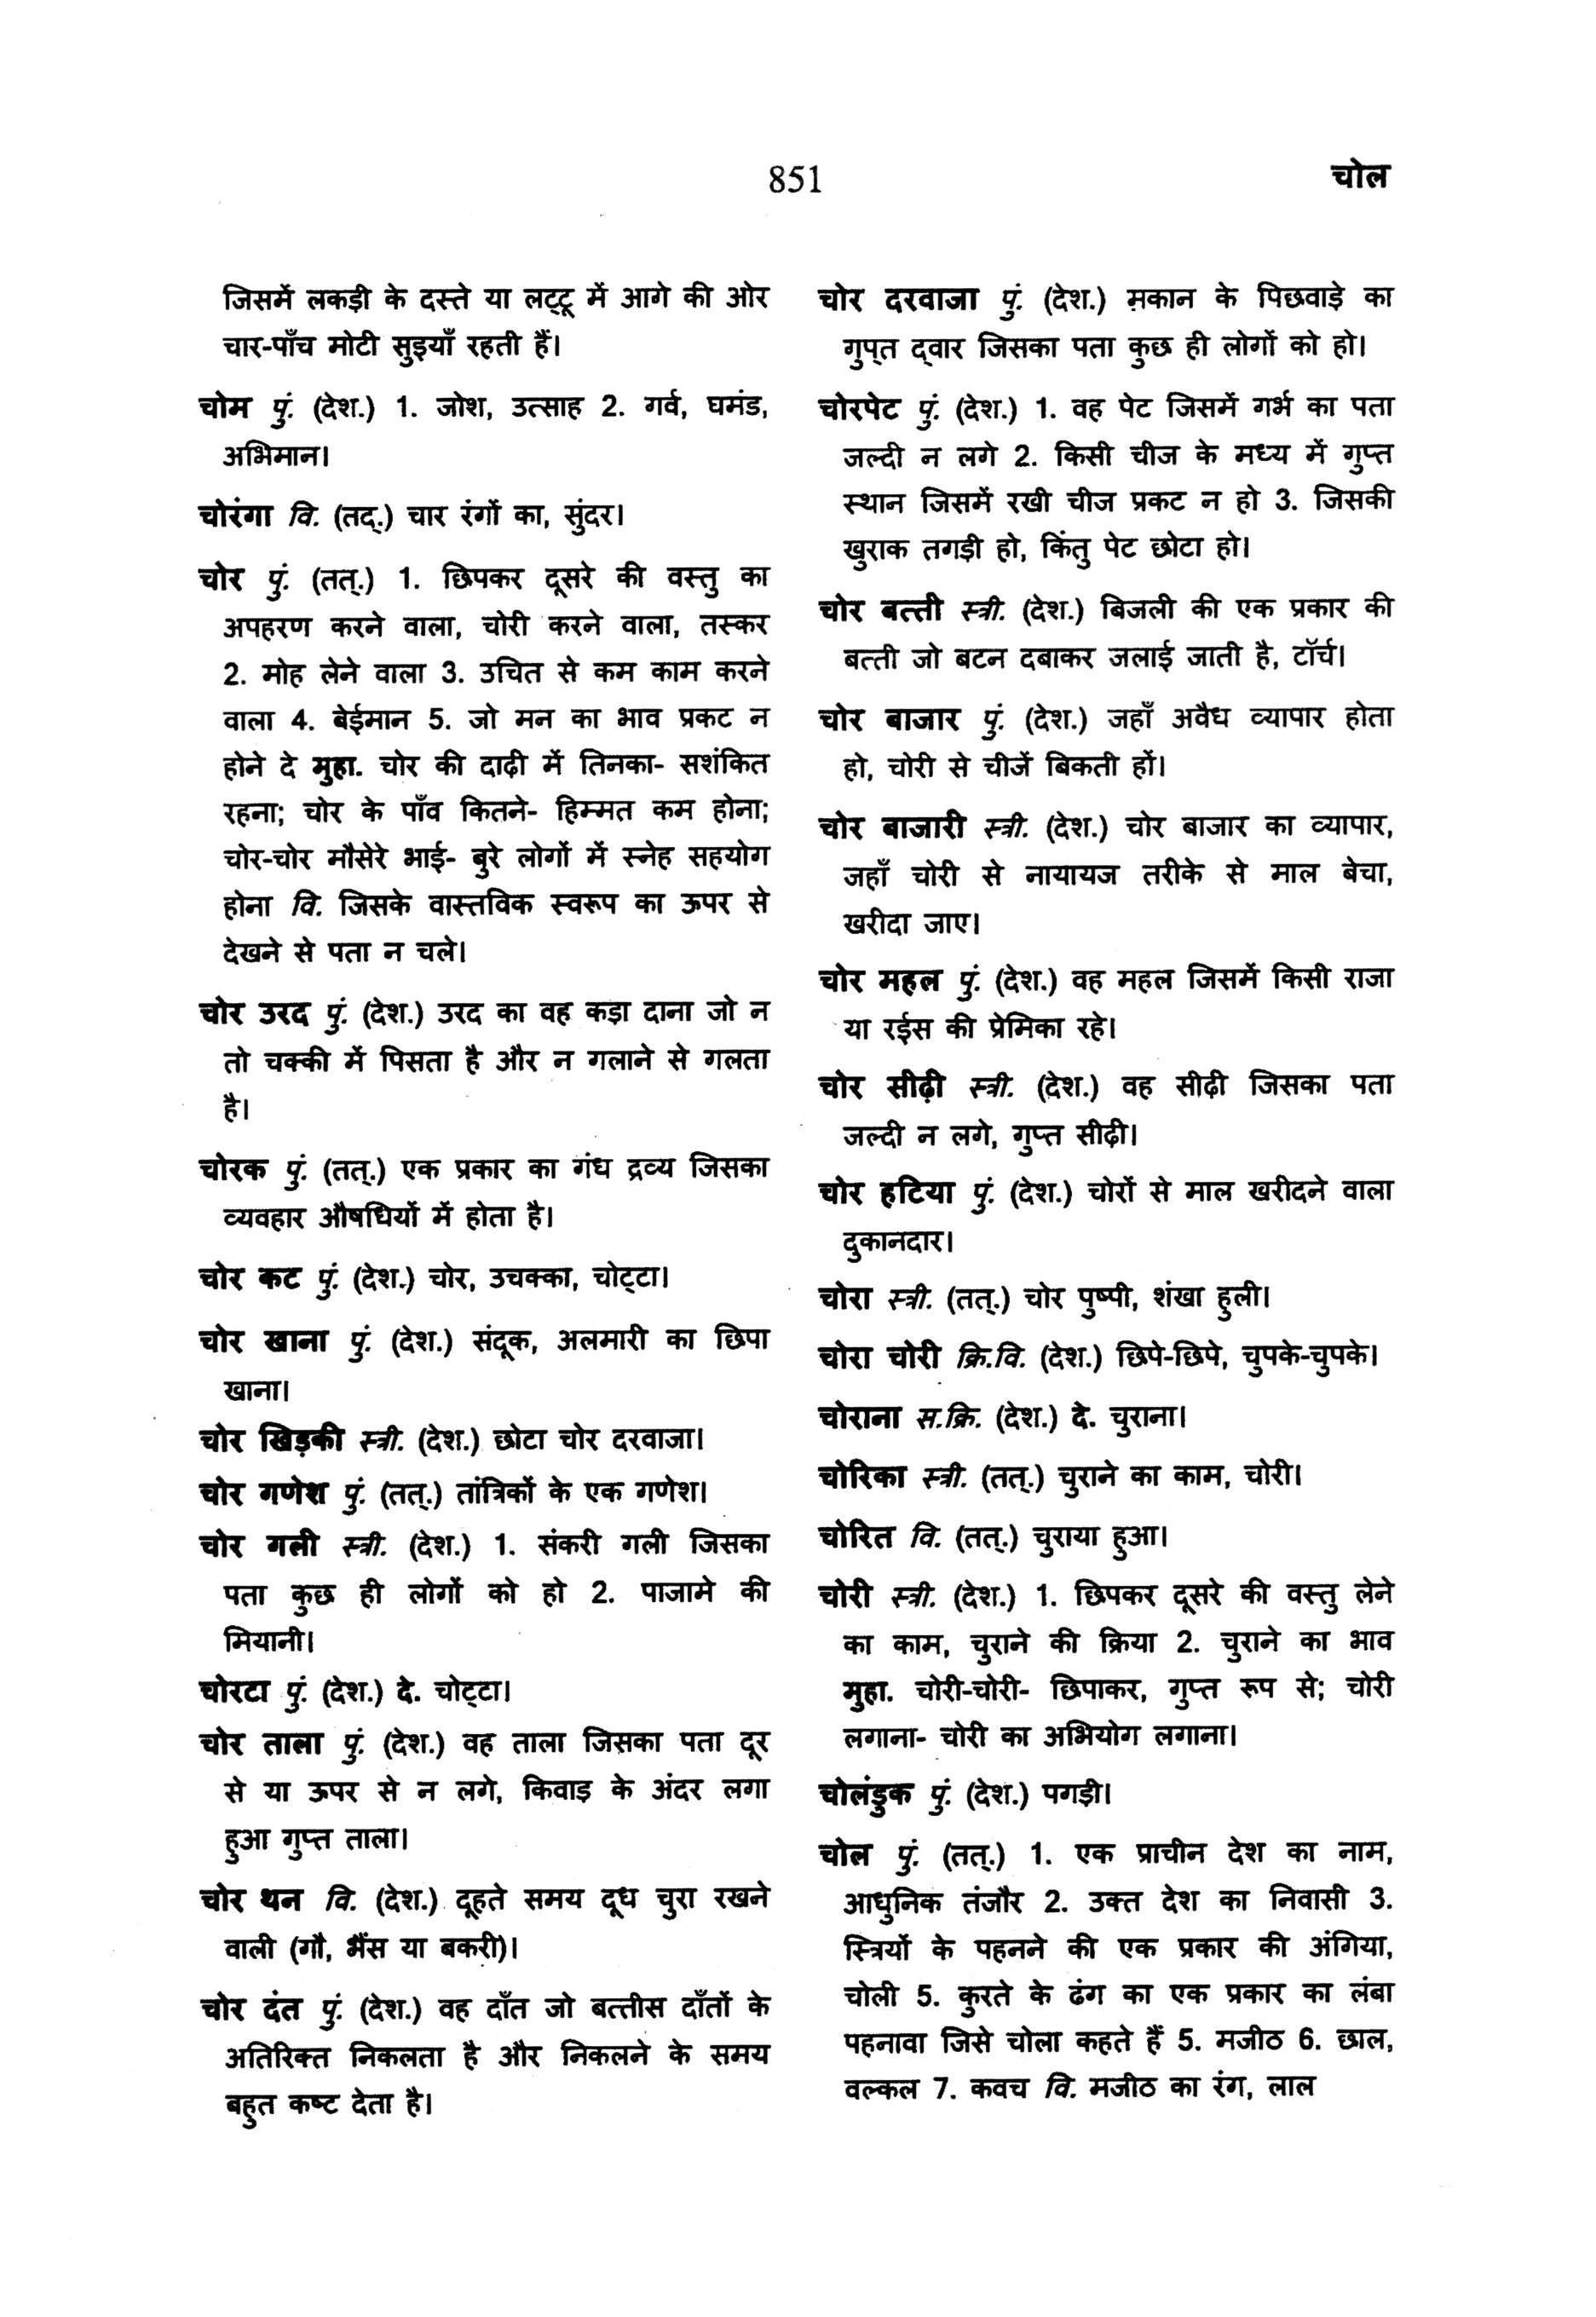 851
चोल
जिसमें लकड़ी के दस्ते या लट्टू में आगे की ओर
चार-पाँच मोटी सुइयाँ रहती हैं।
चोम पुं. (देश.) 1. जोश, उत्साह 2. गर्व, घमंड,
अभिमान।
चोरंगा वि. (तद्.) चार रंगों का, सुंदर।
चोर पुं. (तत्.) 1. छिपकर दूसरे की वस्तु का
अपहरण करने वाला, चोरी करने वाला, तस्कर
2. मोह लेने वाला 3. उचित से कम काम करने
वाला 4. बेईमान 5. जो मन का भाव प्रकट न
होने दे मुहा. चोर की दाढ़ी में तिनका- सशंकित
रहना; चोर के पाँव कितने- हिम्मत कम होना;
चोर-चोर मौसेरे भाई- बुरे लोगों में स्नेह सहयोग
होना वि. जिसके वास्तविक स्वरूप का ऊपर से
देखने से पता न चले।
चोर उरद पुं. (देश.) उरद का वह कड़ा दाना जो न
तो चक्की में पिसता है और न गलाने से गलता
है।
चोरक पुं. (तत्.) एक प्रकार का गंध द्रव्य जिसका
व्यवहार औषधियों में होता है।
चोर कट पुं. (देश.) चोर, उचक्का, चोट्टा।
चोर खाना पुं. (देश.) संदूक, अलमारी का छिपा
खाना।
चोर खिड़की स्त्री. (देश.) छोटा चोर दरवाजा।
चोर गणेश पुं. (तत्.) तांत्रिकों के एक गणेश।
चोर गली स्त्री. (देश.) 1. संकरी गली जिसका
पता कुछ ही लोगों को हो 2. पाजामे की
मियानी।
चोरटा पुं. (देश.) दे. चोट्टा।
चोर ताला पुं. (देश.) वह ताला जिसका पता दूर
से या ऊपर से न लगे, किवाड़ के अंदर लगा
हुआ गुप्त ताला।
चोर थन वि. (देश.) दूहते समय दूध चुरा रखने
वाली (गौ, भैंस या बकरी)।
चोर दंत पुं. (देश.) वह दाँत जो बत्तीस दाँतों के
अतिरिक्त निकलता है और निकलने के समय
बहुत कष्ट देता है।
चोर दरवाजा पुं. (देश.) मकान के पिछवाड़े का
गुप्त द्वार जिसका पता कुछ ही लोगों को हो।
चोरपेट पुं. (देश.) 1. वह पेट जिसमें गर्भ का पता
जल्दी न लगे 2. किसी चीज के मध्य में गुप्त
स्थान जिसमें रखी चीज प्रकट न हो 3. जिसकी
खुराक तगड़ी हो, किंतु पेट छोटा हो।
चोर बत्ती स्त्री. (देश.) बिजली की एक प्रकार की
बत्ती जो बटन दबाकर जलाई जाती है, टॉर्च।
चोर बाजार पुं. (देश.) जहाँ अवैध व्यापार होता
हो, चोरी से चीजें बिकती हों।
चोर बाजारी स्त्री. (देश.) चोर बाजार का व्यापार,
जहाँ चोरी से नायायज तरीके से माल बेचा,
खरीदा जाए।
चोर महल पुं. (देश.) वह महल जिसमें किसी राजा
या रईस की प्रेमिका रहे।
चोर सीढ़ी स्त्री. (देश.) वह सीढ़ी जिसका पता
जल्दी न लगे, गुप्त सीढ़ी।
चोर हटिया पुं. (देश.) चोरों से माल खरीदने वाला
दुकानदार।
चोरा स्त्री. (तत्.) चोर पुष्पी, शंखा हुली।
चोरा चोरी क्रि.वि. (देश.) छिपे-छिपे, चुपके-चुपके।
चोराना स.क्रि. (देश.) दे. चुराना।
चोरिका स्त्री. (तत्.) चुराने का काम, चोरी।
चोरित वि. (तत्.) चुराया हुआ।
चोरी स्त्री. (देश.) 1. छिपकर दूसरे की वस्तु लेने
का काम, चुराने की क्रिया 2. चुराने का भाव
मुहा. चोरी-चोरी- छिपाकर, गुप्त रूप से; चोरी
लगाना- चोरी का अभियोग लगाना।
चोलंडुक पुं. (देश.) पगड़ी।
चोल पुं. (तत्.) 1. एक प्राचीन देश का नाम,
आधुनिक तंजौर 2. उक्त देश का निवासी 3.
स्त्रियों के पहनने की एक प्रकार की अंगिया,
चोली 5. कुरते के ढंग का एक प्रकार का लंबा
पहनावा जिसे चोला कहते हैं 5. मजीठ 6. छाल,
वल्कल 7. कवच वि. मजीठ का रंग, लाल